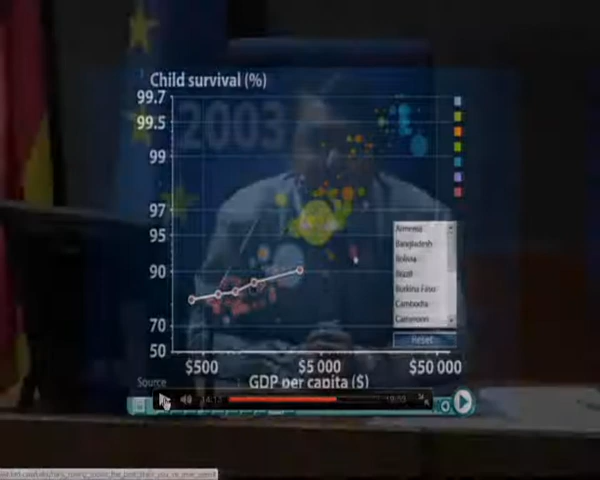 Child survival (%)
2003
99.7
99.5
99
97
95
90
70
50
$500
$5 000
$50 000
GDP per capita ($)
Source
Armenia
Bangladesh
Bolivia
Brazil
Burkina Faso
Cambodia
Cameroon
Reset